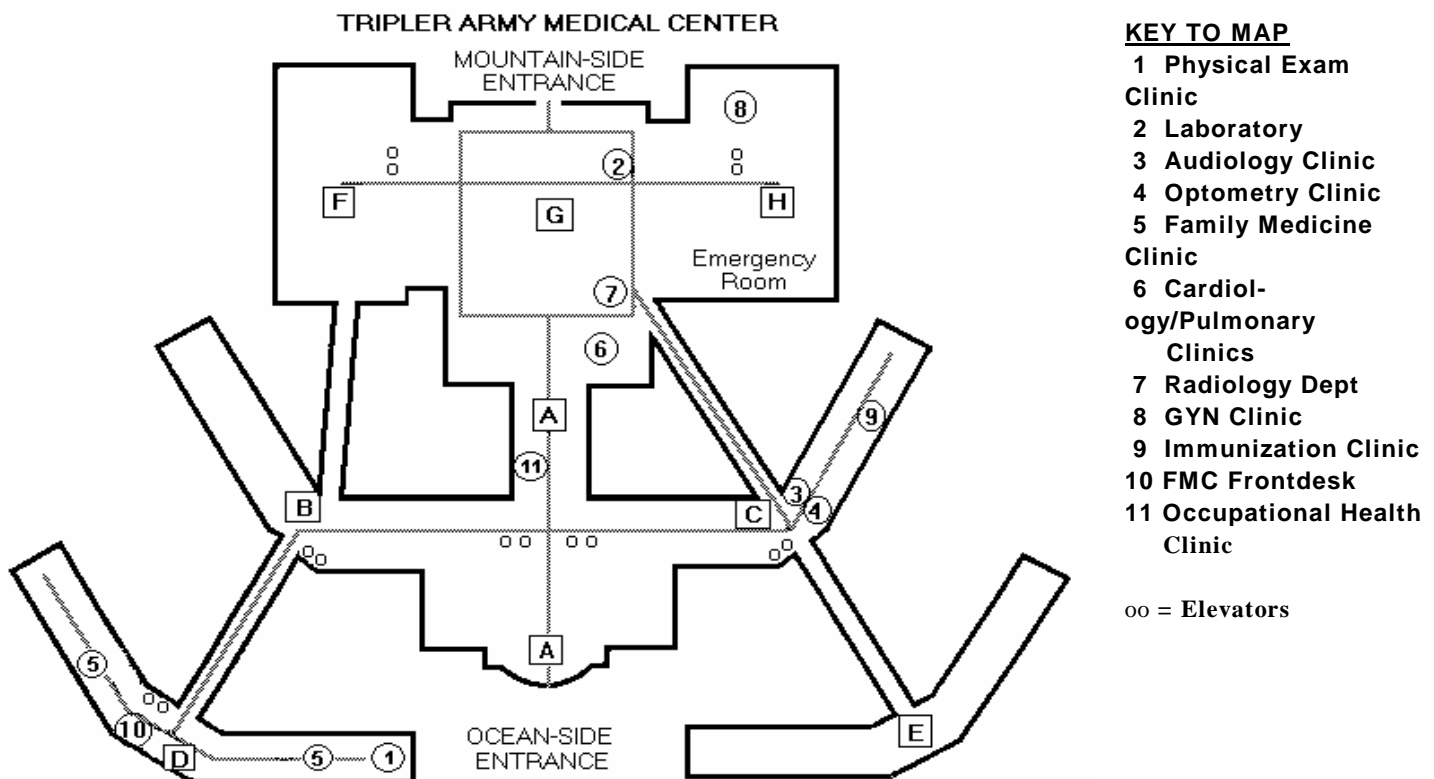 TRIPLER ARMY MEDICAL CENTER
MOUNTAIN-SIDE
ENTRANCE
8
2
F
G
H
Emergency
Room
7
6
A
9
11
3
4
B
C
A
5
10
D
5
1
E
OCEAN-SIDE
ENTRANCE
KEY TO MAP
1 Physical Exam
Clinic
2 Laboratory
3 Audiology Clinic
4 Optometry Clinic
5 Family Medicine
Clinic
6 Cardiol-
ogy/Pulmonary
Clinics
7 Radiology Dept
8 GYN Clinic
9 Immunization Clinic
10 FMC Frontdesk
11 Occupational Health
Clinic
oo = Elevators